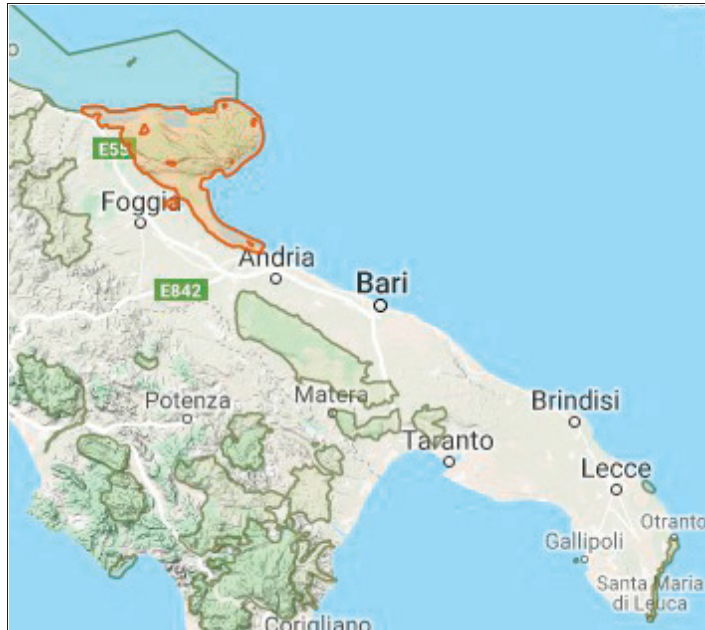 E55
Foggia
Andria
E842
Bari
Matera
Potenza
Brindisi
Taranto
Lecce
Otranto
Gallipoli
Santa Maria
di Leuca
Corigliano